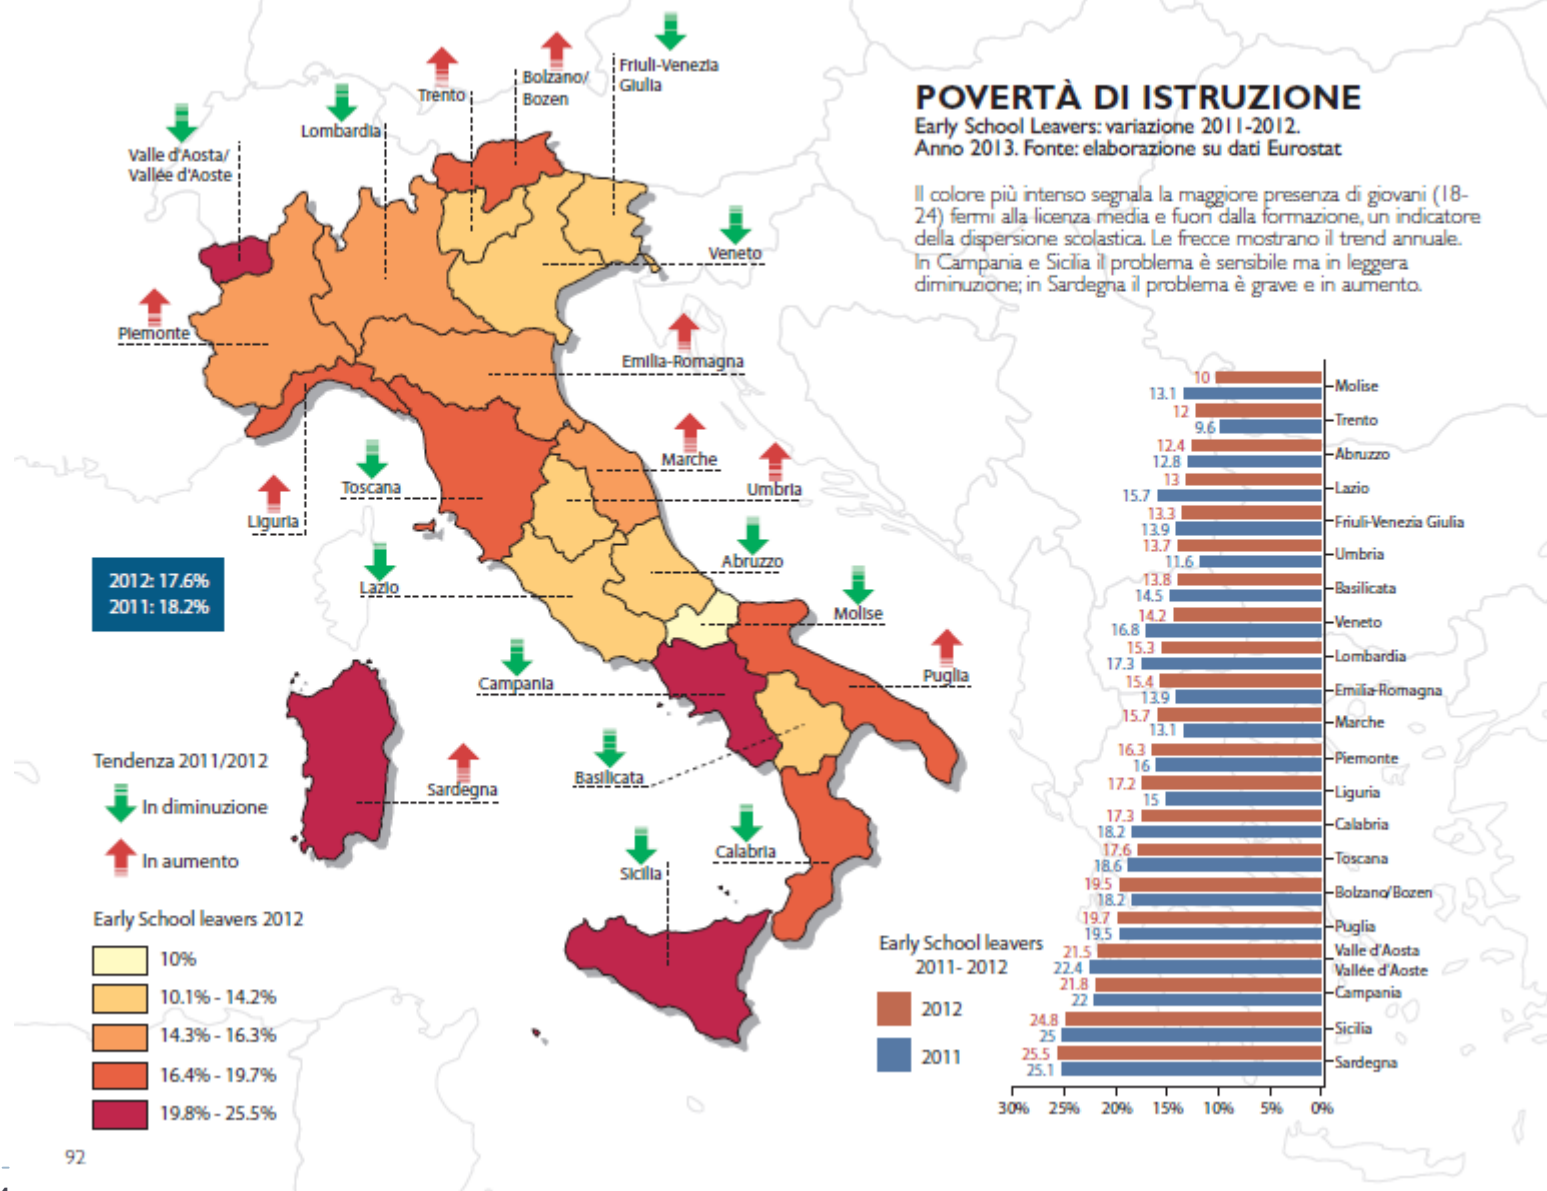 POVERTÀ DI ISTRUZIONE
Early School Leavers: variazione 2011-2012.
Anno 2013. Fonte: elaborazione su dati Eurostat
Il colore più intenso segnala la maggiore presenza di giovani (18-
24) fermi alla licenza media e fuori dalla formazione, un indicatore
della dispersione scolastica. Le frecce mostrano il trend annuale.
In Campania e Sicilia il problema è sensibile ma in leggera
diminuzione; in Sardegna il problema è grave e in aumento.
Friuli-Venezia
Giulia
Bolzano/
Bozen
Trento
Lombardia
Valle d'Aosta/
Vallée d'Aoste
Veneto
Piemonte
Emilia-Romagna
Marche
Umbria
Toscana
Liguria
Abruzzo
Lazio
Molise
Campania
Puglia
Basilicata
Sardegna
Calabria
Sicilia
2012: 17.6%
2011: 18.2%
Tendenza 2011/2012
In diminuzione
In aumento
Early School leavers 2012
10%
10.1% - 14.2%
14.3% - 16.3%
16.4% - 19.7%
19.8% - 25.5%
Early School leavers
2011- 2012
2012
2011
10
13.1
Molise
12
9.6
Trento
12.4
12.8
Abruzzo
13
15.7
Lazio
13.3
13.9
Friuli-Venezia Giulia
13.7
11.6
Umbria
13.8
14.5
Basilicata
14.2
16.8
Veneto
15.3
17.3
Lombardia
15.4
13.9
Emilia-Romagna
15.7
13.1
Marche
16.3
16
Piemonte
17.2
15
Liguria
17.3
18.2
Calabria
17.6
18.6
Toscana
19.5
18.2
Bolzano/Bozen
19.7
19.5
Puglia
21.5
22.4
Valle d'Aosta
Vallée d'Aoste
21.8
22
Campania
24.8
25
Sicilia
25.5
25.1
Sardegna
30% 25% 20% 15% 10% 5% 0%
92